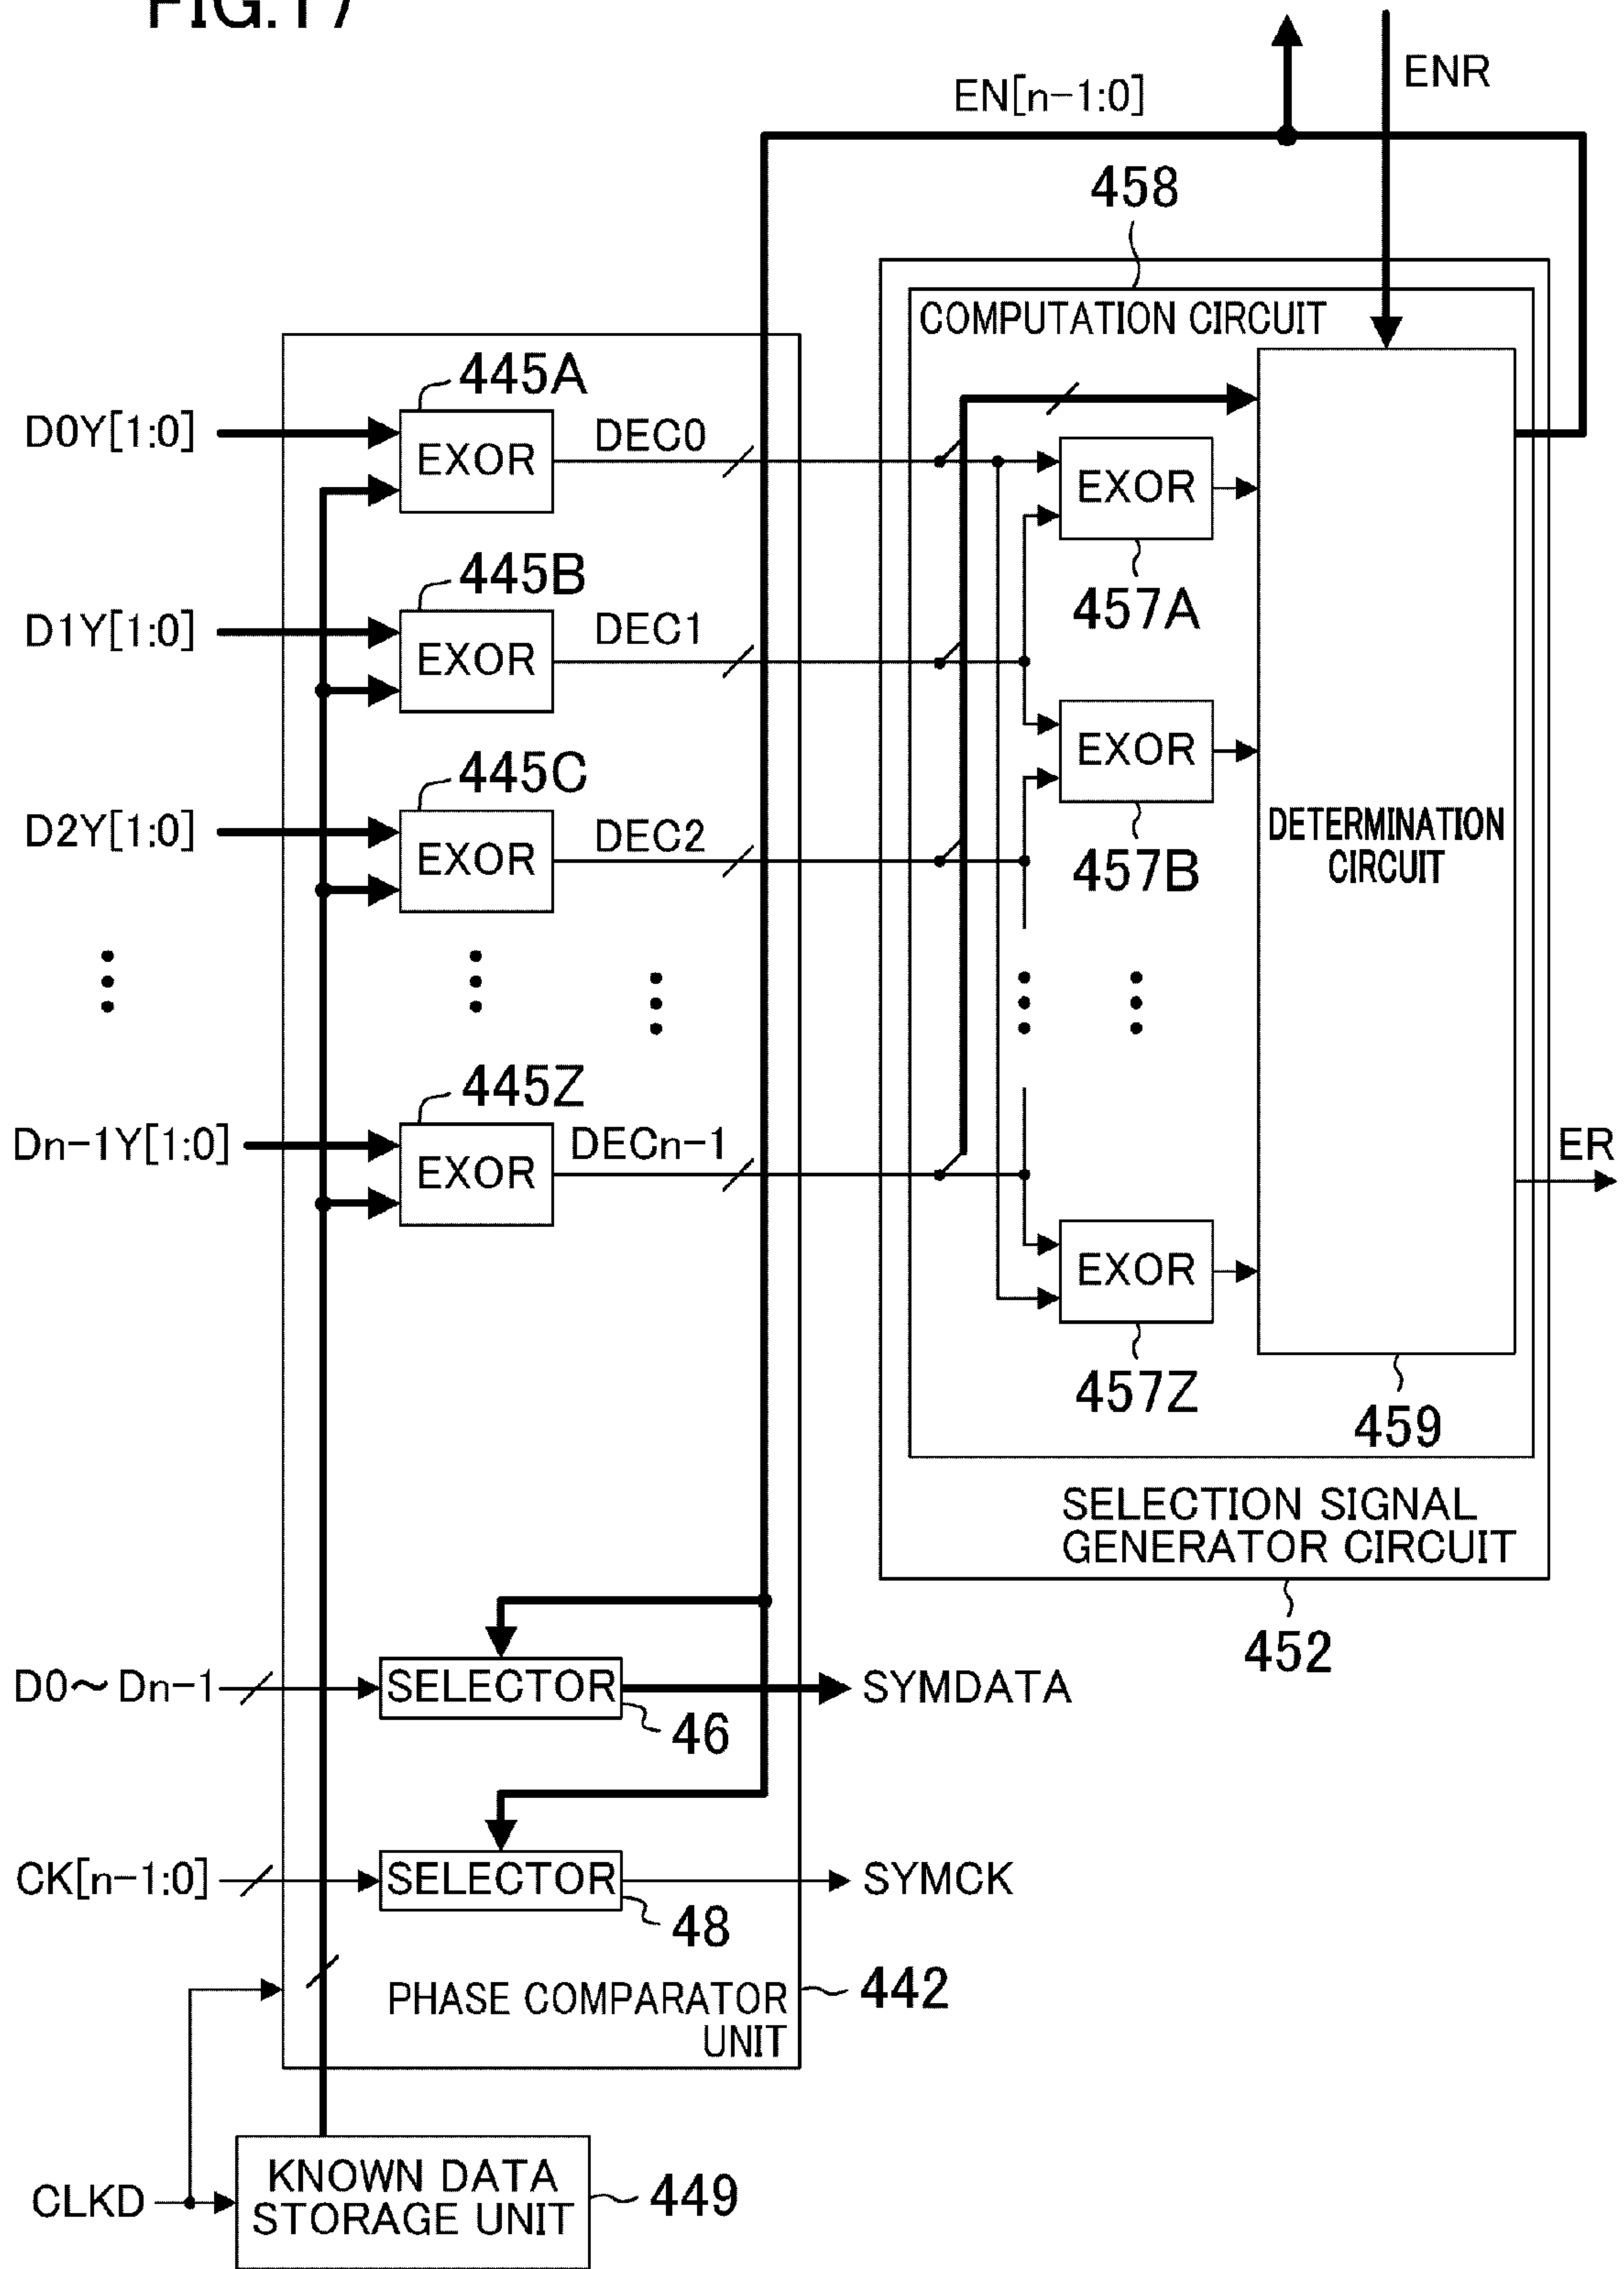 FIG.17
EN[n-1:0]
ENR
458
COMPUTATION CIRCUIT
445A
D0Y[1:0]
EXOR
DEC0
EXOR
457A
445B
D1Y[1:0]
EXOR
DEC1
EXOR
457B
445C
D2Y[1:0]
EXOR
DEC2
DETERMINATION
CIRCUIT
445Z
Dn-1Y[1:0]
EXOR
DECn-1
ER
EXOR
457Z
459
SELECTION SIGNAL
GENERATOR CIRCUIT
452
D0～Dn-1
SELECTOR
SYMDATA
46
CK[n-1:0]
SELECTOR
SYMCK
48
PHASE COMPARATOR
UNIT
442
CLKD
KNOWN DATA
STORAGE UNIT
449